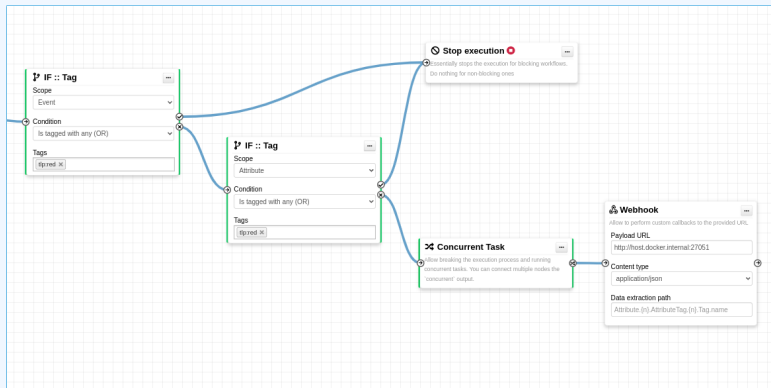 IF :: Tag
Scope
Event
Condition
Is tagged with any (OR)
Tags
tlp:red
IF :: Tag
Scope
Attribute
Condition
Is tagged with any (OR)
Tags
tlp:red
Stop execution
Essentially stops the execution for blocking workflows.
Do nothing for non-blocking ones
Concurrent Task
Allow breaking the execution process and running
concurrent tasks. You can connect multiple nodes the
`concurrent` output.
Webhook
Allow to perform custom callbacks to the provided URL
Payload URL
http://host.docker.internal:27051
Content type
application/json
Data extraction path
Attribute.{n}.AttributeTag.{n}.Tag.name